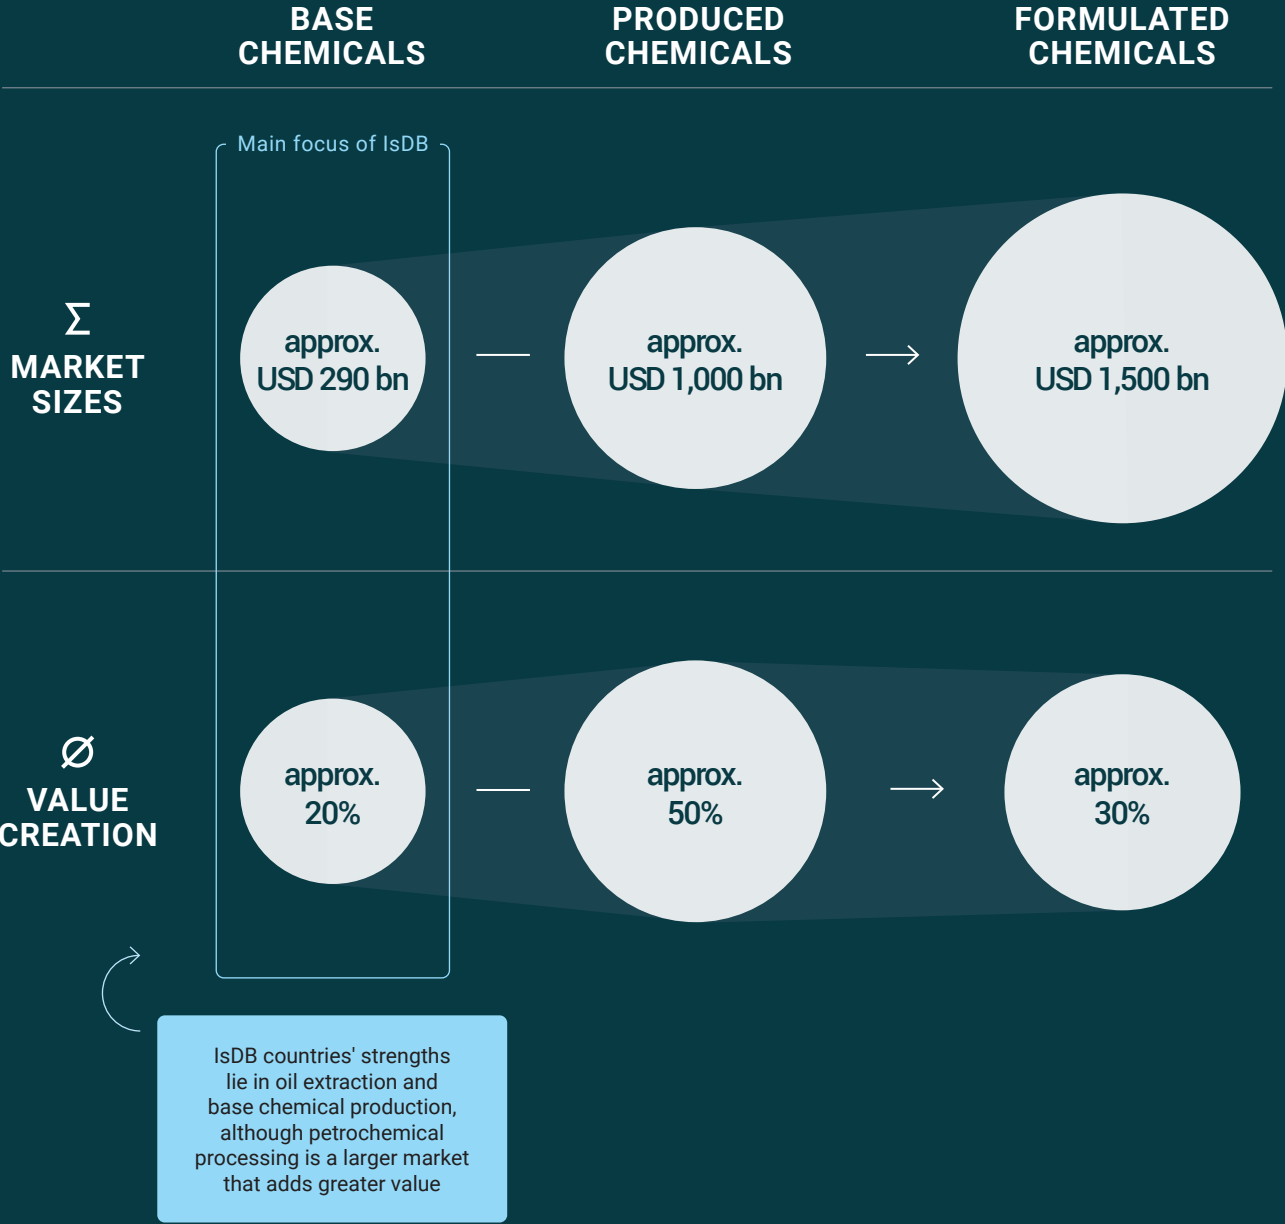 BASE
CHEMICALS
PRODUCED
CHEMICALS
FORMULATED
CHEMICALS
Main focus of IsDB
Σ
MARKET
SIZES
approx.
USD 290 bn
approx.
USD 1,000 bn
approx.
USD 1,500 bn
Ø
VALUE
CREATION
approx.
20%
approx.
50%
approx.
30%
IsDB countries' strengths
lie in oil extraction and
base chemical production,
although petrochemical
processing is a larger market
that adds greater value